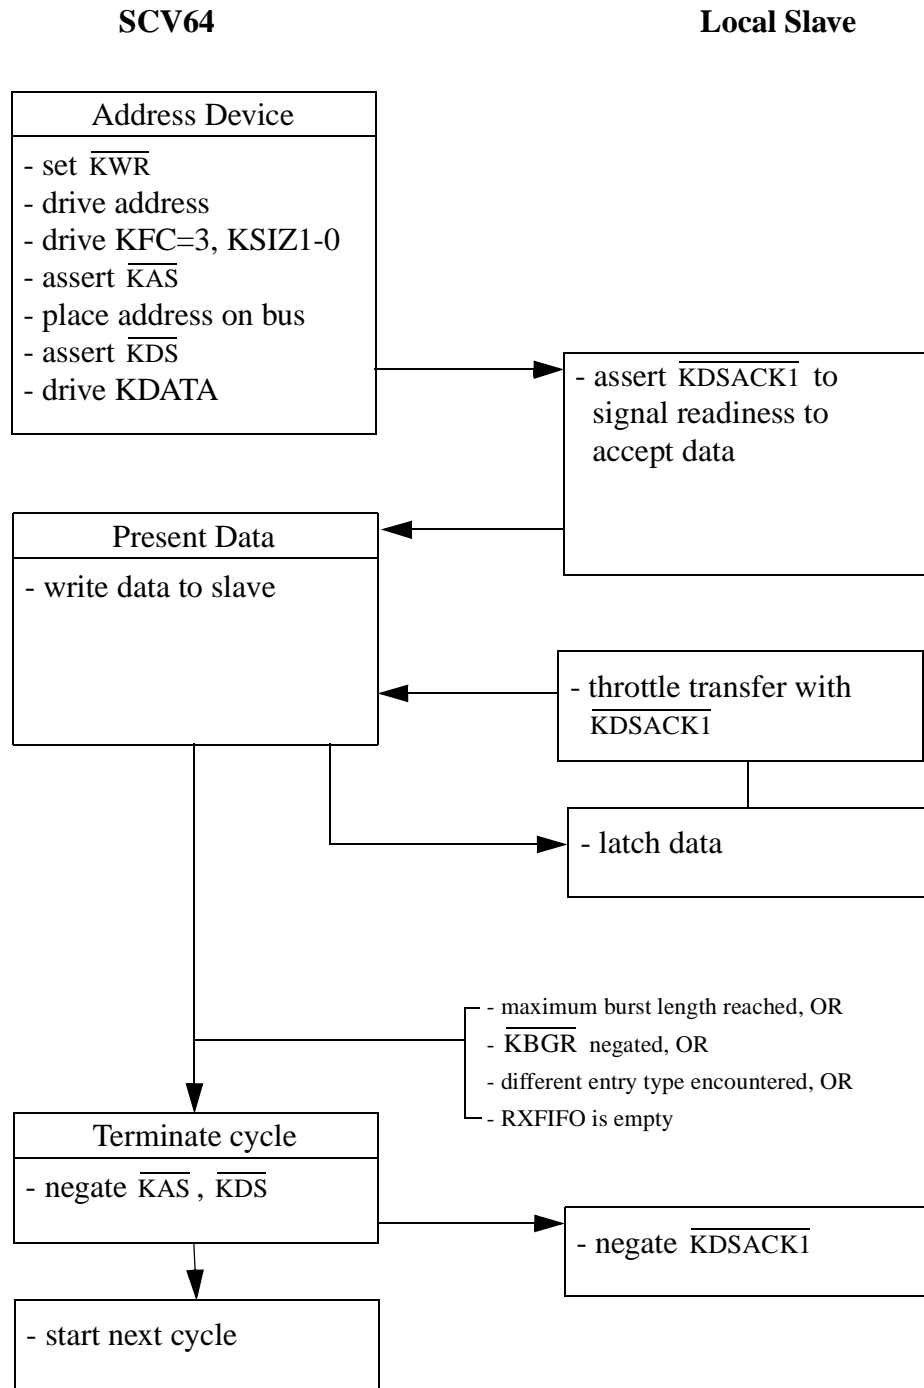 SCV64
Local Slave
Address Device
- set KWR
- drive address
- drive KFC=3, KSIZ1-0
- assert KAS
- place address on bus
- assert KDS
- drive KDATA
- assert KDSACK1 to
signal readiness to
accept data
Present Data
- write data to slave
- throttle transfer with
KDSACK1
- latch data
- maximum burst length reached, OR
- KBGR negated, OR
- different entry type encountered, OR
- RXFIFO is empty
Terminate cycle
- negate KAS , KDS
- negate KDSACK1
- start next cycle